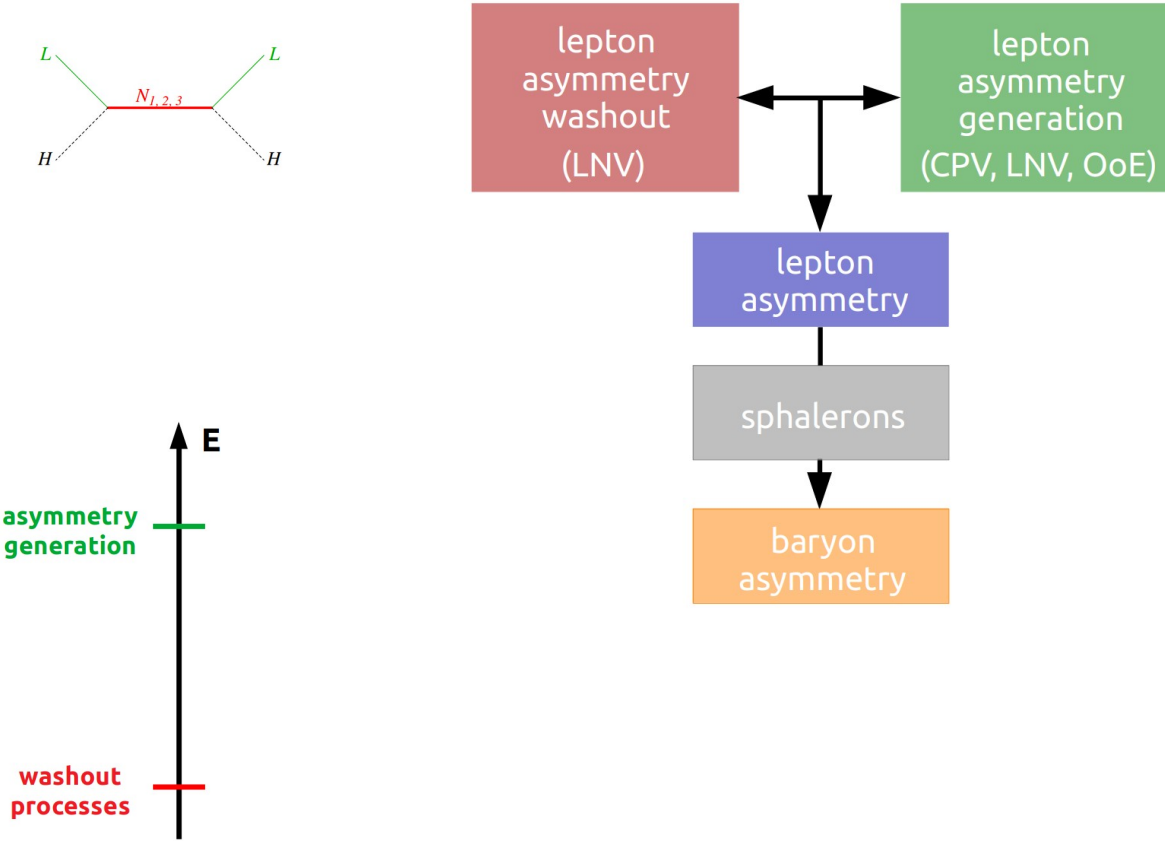 L
L
N1, 2, 3
H
H
lepton
asymmetry
washout
(LNV)
lepton
asymmetry
generation
(CPV, LNV, OoE)
lepton
asymmetry
sphalerons
baryon
asymmetry
E
asymmetry
generation
washout
processes